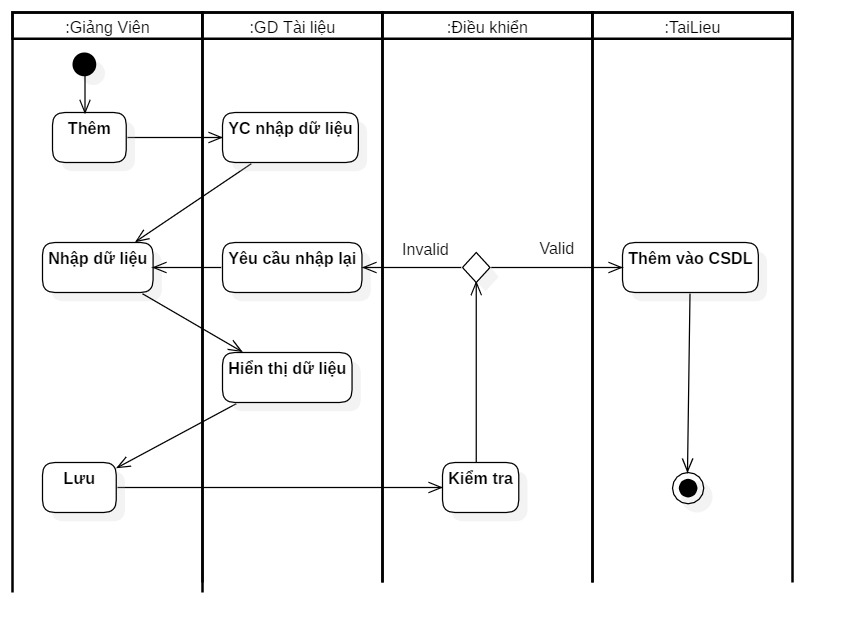 :Giảng Viên
:GD Tài liệu
:Điều khiển
:TaiLieu
Thêm
YC nhập dữ liệu
Nhập dữ liệu
Yêu cầu nhập lại
Invalid
Valid
Thêm vào CSDL
Hiển thị dữ liệu
Lưu
Kiểm tra